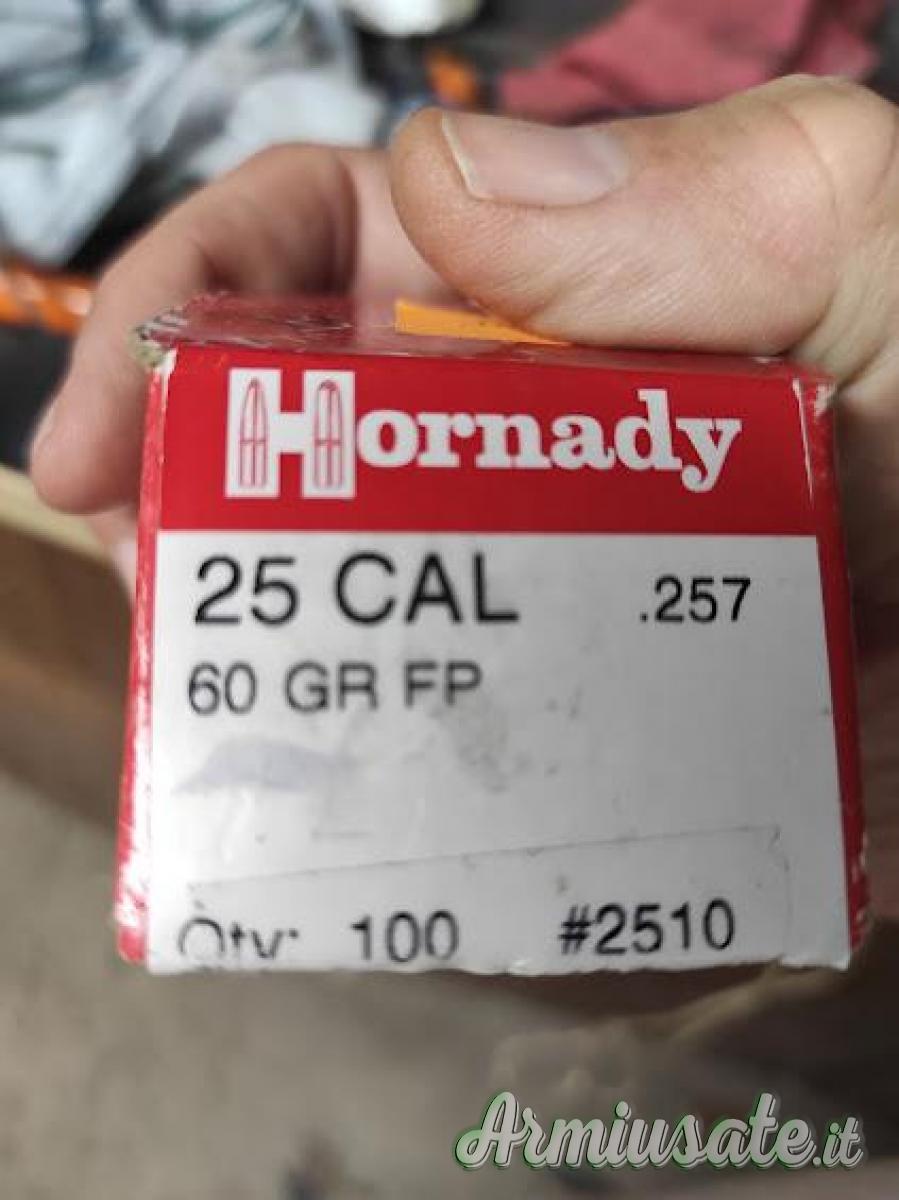 Hornady
25 CAL .257
60 GR FP
Qty: 100 #2510
Armiusate.it